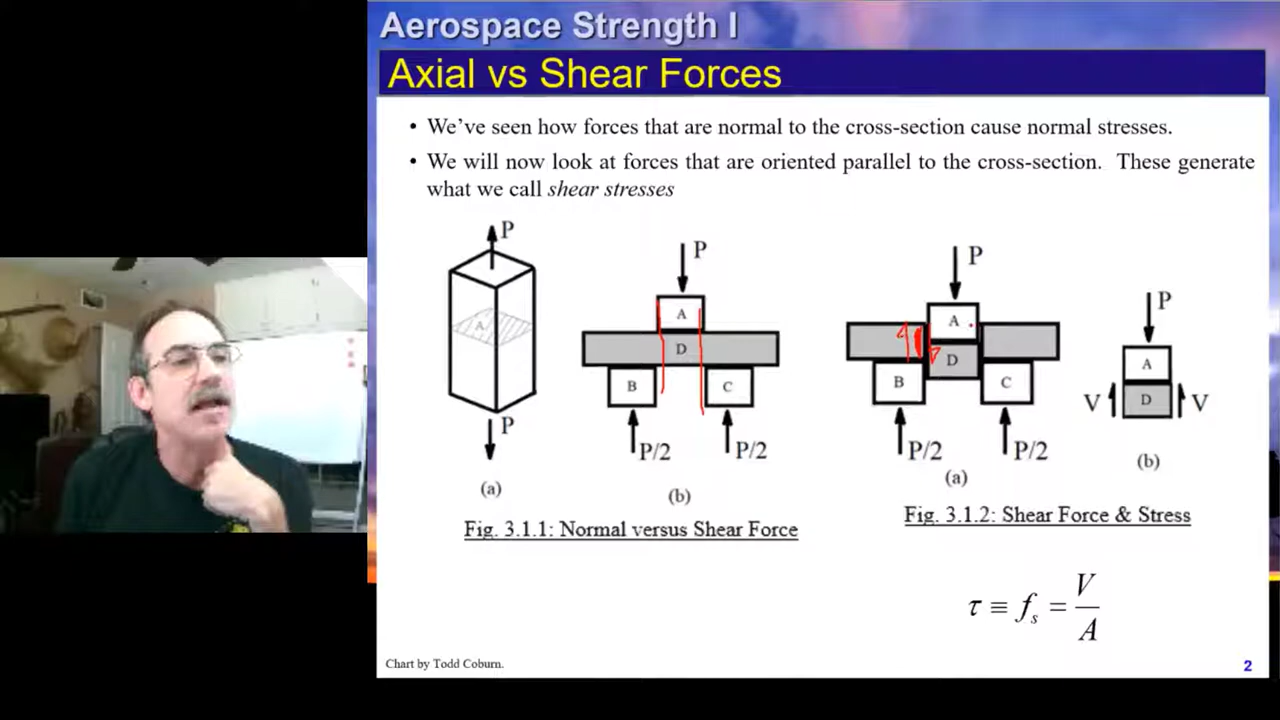 Aerospace Strength I
Axial vs Shear Forces
• We've seen how forces that are normal to the cross-section cause normal stresses.
• We will now look at forces that are oriented parallel to the cross-section. These generate
what we call shear stresses
P
A
P
(a)
P
A
D
B
C
P/2
P/2
(b)
Fig. 3.1.1: Normal versus Shear Force
P
A
D
B
C
P/2
P/2
(a)
P
A
V
D
V
(b)
Fig. 3.1.2: Shear Force & Stress
τ ≡ fₛ = V/A
Chart by Todd Coburn.
2